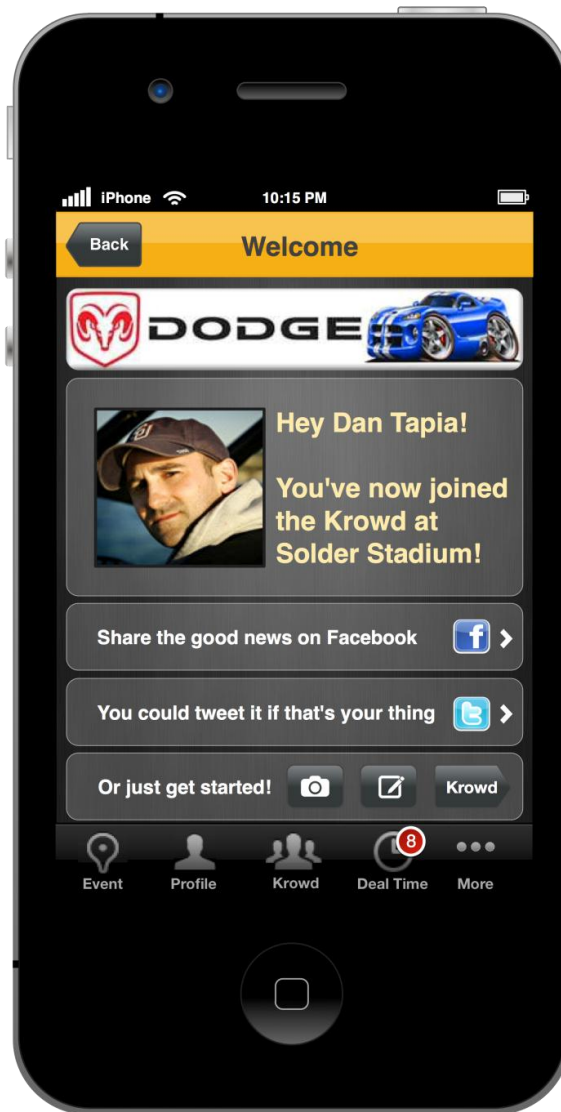 iPhone 10:15 PM
Back Welcome
DODGE
Hey Dan Tapia!
You've now joined
the Krowd at
Solder Stadium!
Share the good news on Facebook f
You could tweet it if that's your thing t
Or just get started! Krowd
8
Event Profile Krowd Deal Time More